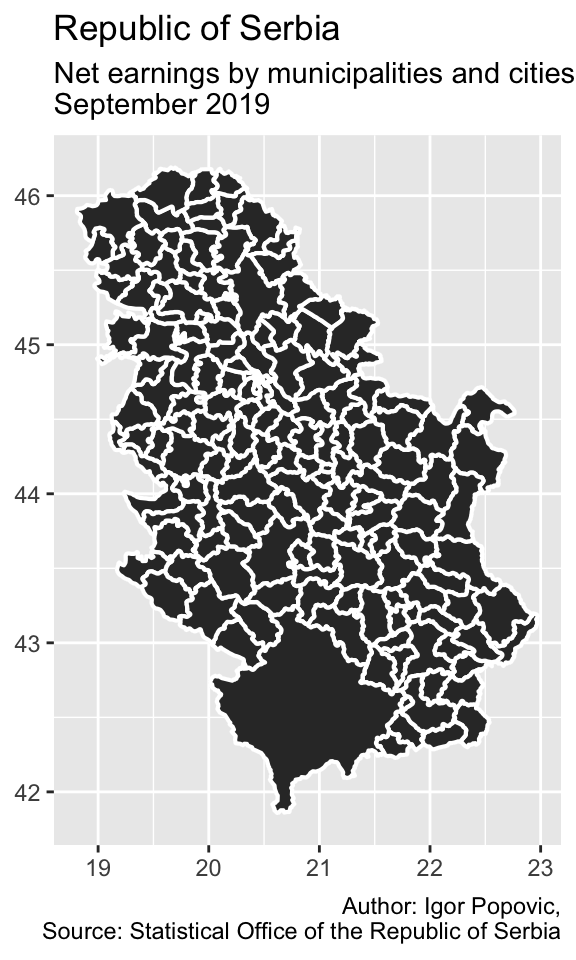 Republic of Serbia
Net earnings by municipalities and cities
September 2019
46
45
44
43
42
19 20 21 22 23
Author: Igor Popovic,
Source: Statistical Office of the Republic of Serbia